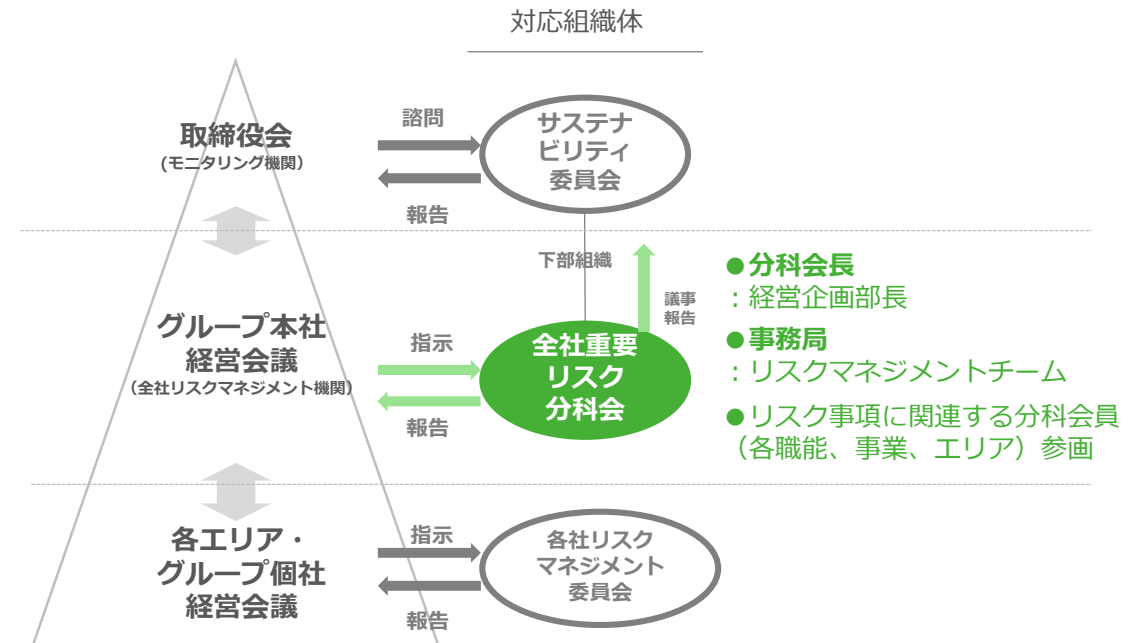 対応組織体
取締役会
(モニタリング機関)
諮問
報告
サステナ
ビリティ
委員会
下部組織
議事
報告
グループ本社
経営会議
(全社リスクマネジメント機関)
指示
報告
全社重要
リスク
分科会
●分科会長
：経営企画部長
●事務局
：リスクマネジメントチーム
●リスク事項に関連する分科会員
（各職能、事業、エリア）参画
各エリア・
グループ個社
経営会議
指示
報告
各社リスク
マネジメント
委員会